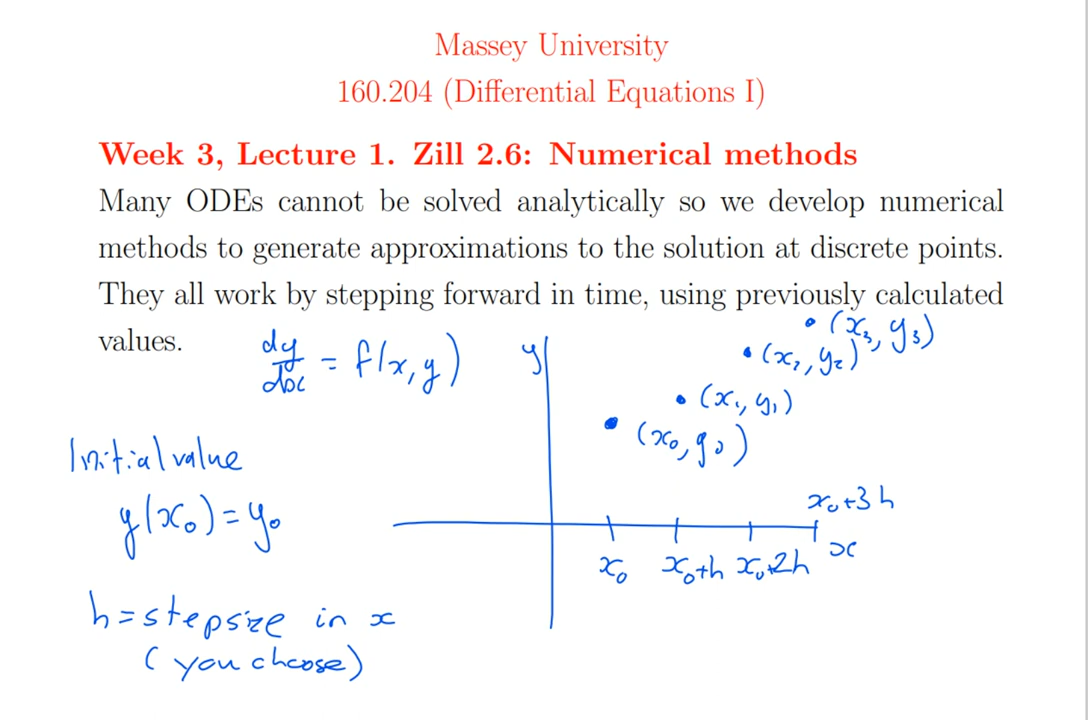 Massey University
160.204 (Differential Equations I)
Week 3, Lecture 1. Zill 2.6: Numerical methods
Many ODEs cannot be solved analytically so we develop numerical
methods to generate approximations to the solution at discrete points.
They all work by stepping forward in time, using previously calculated
values.
dy/dx = f(x, y)
Initial value
y(x₀) = y₀
h = stepsize in x
(you choose)
y
(x₃, y₃)
(x₂, y₂)
(x₁, y₁)
(x₀, y₀)
x₀+3h
x₀ x₀+h x₀+2h x